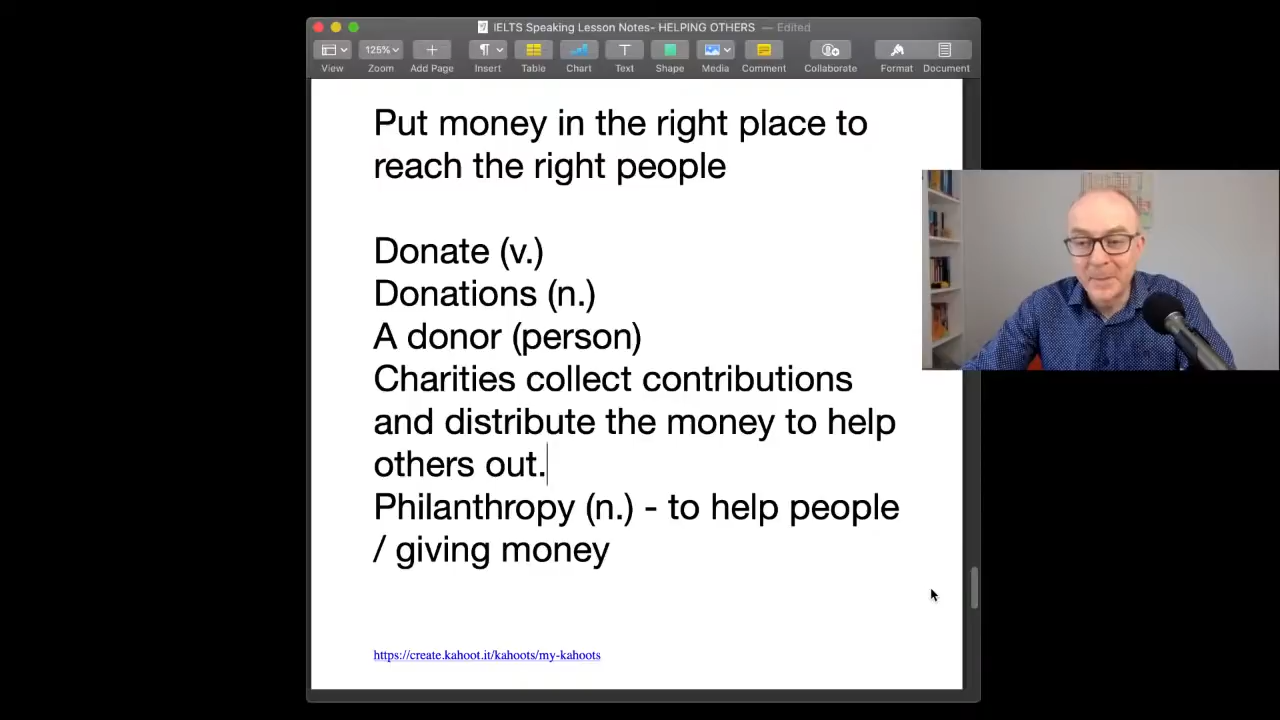 IELTS Speaking Lesson Notes- HELPING OTHERS — Edited
125%
View Zoom Add Page Insert Table Chart Text Shape Media Comment Collaborate Format Document
Put money in the right place to
reach the right people
Donate (v.)
Donations (n.)
A donor (person)
Charities collect contributions
and distribute the money to help
others out.
Philanthropy (n.) - to help people
/ giving money
https://create.kahoot.it/kahoots/my-kahoots